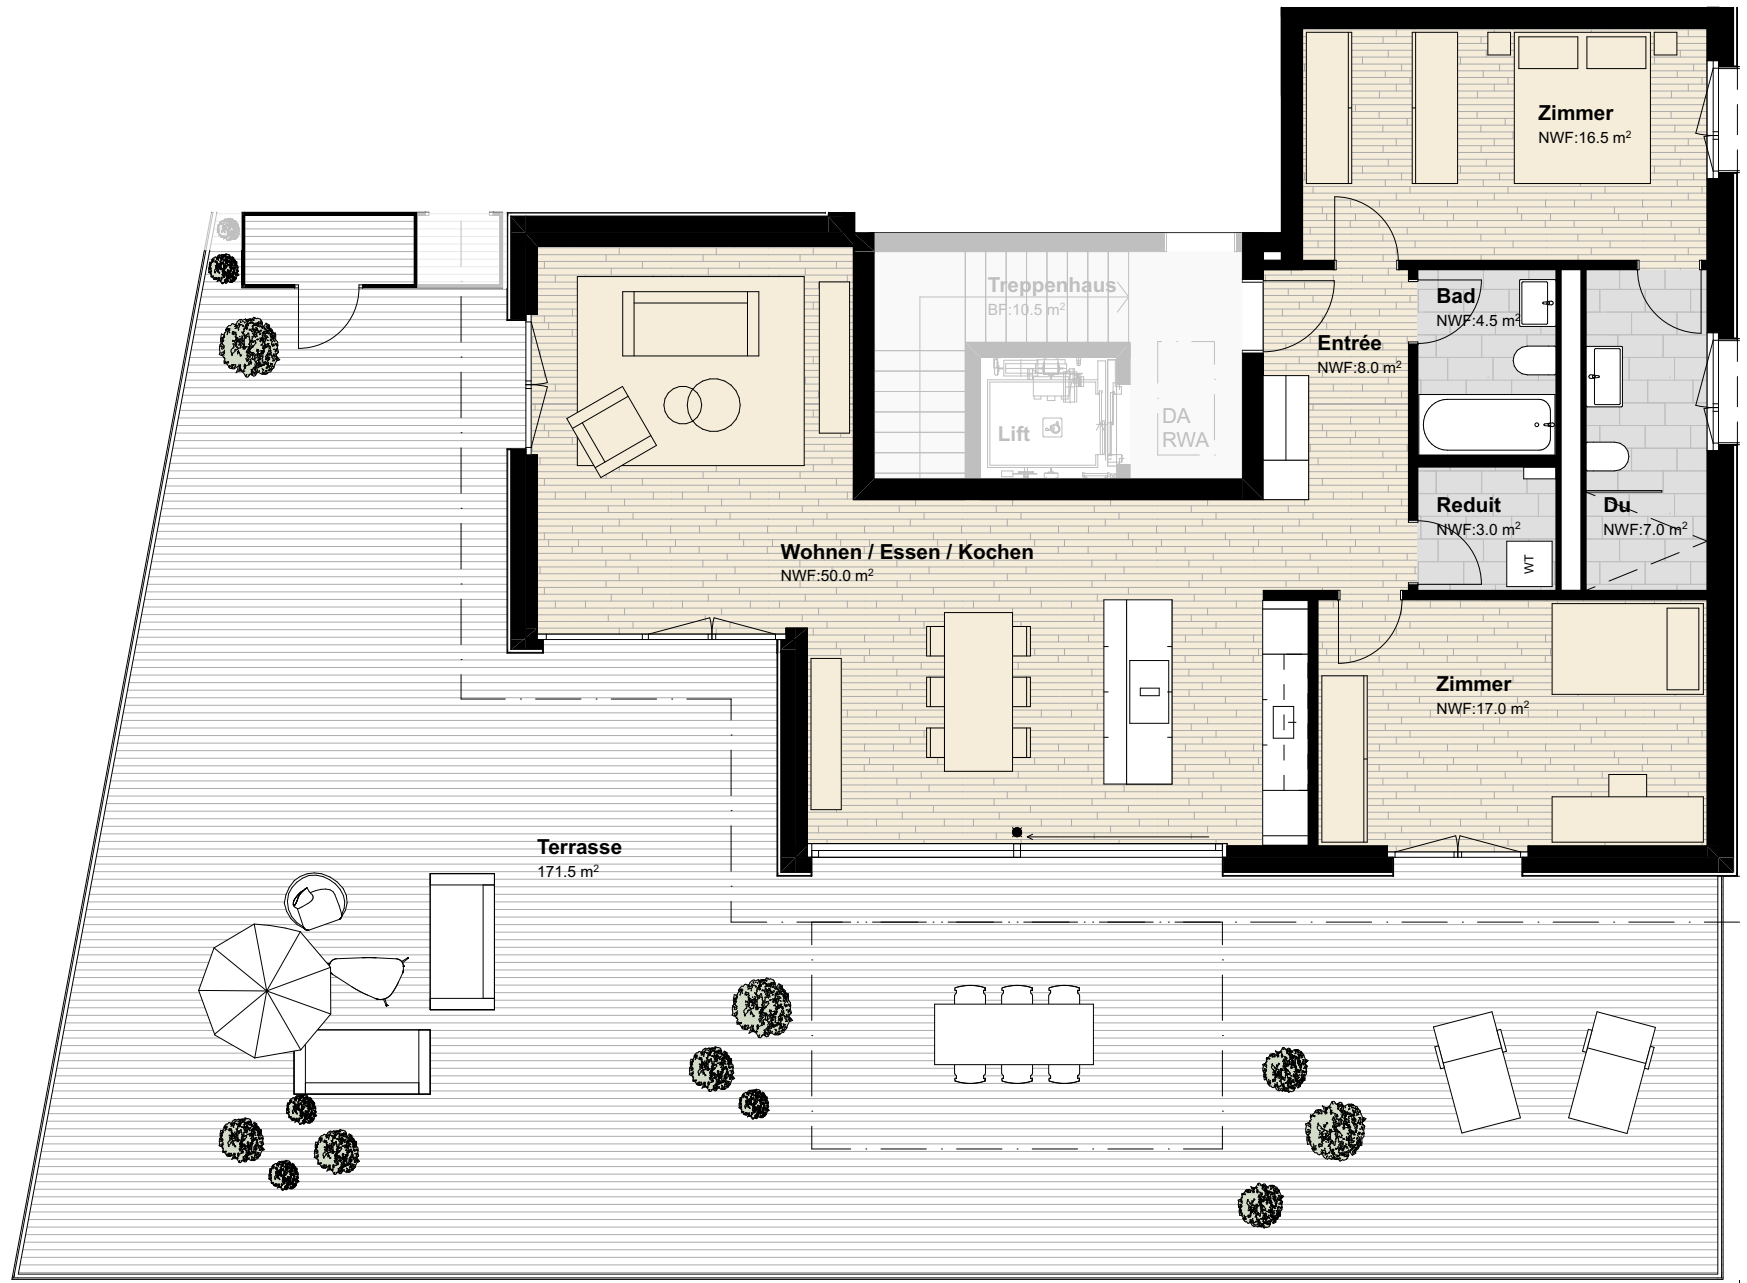 Zimmer
NWF:16.5 m²
Treppenhaus
BF:10.5 m²
Bad
NWF:4.5 m²
Entrée
NWF:8.0 m²
Lift
DA
RWA
Reduit
NWF:3.0 m²
Du
NWF:7.0 m²
WT
Wohnen / Essen / Kochen
NWF:50.0 m²
Zimmer
NWF:17.0 m²
Terrasse
171.5 m²